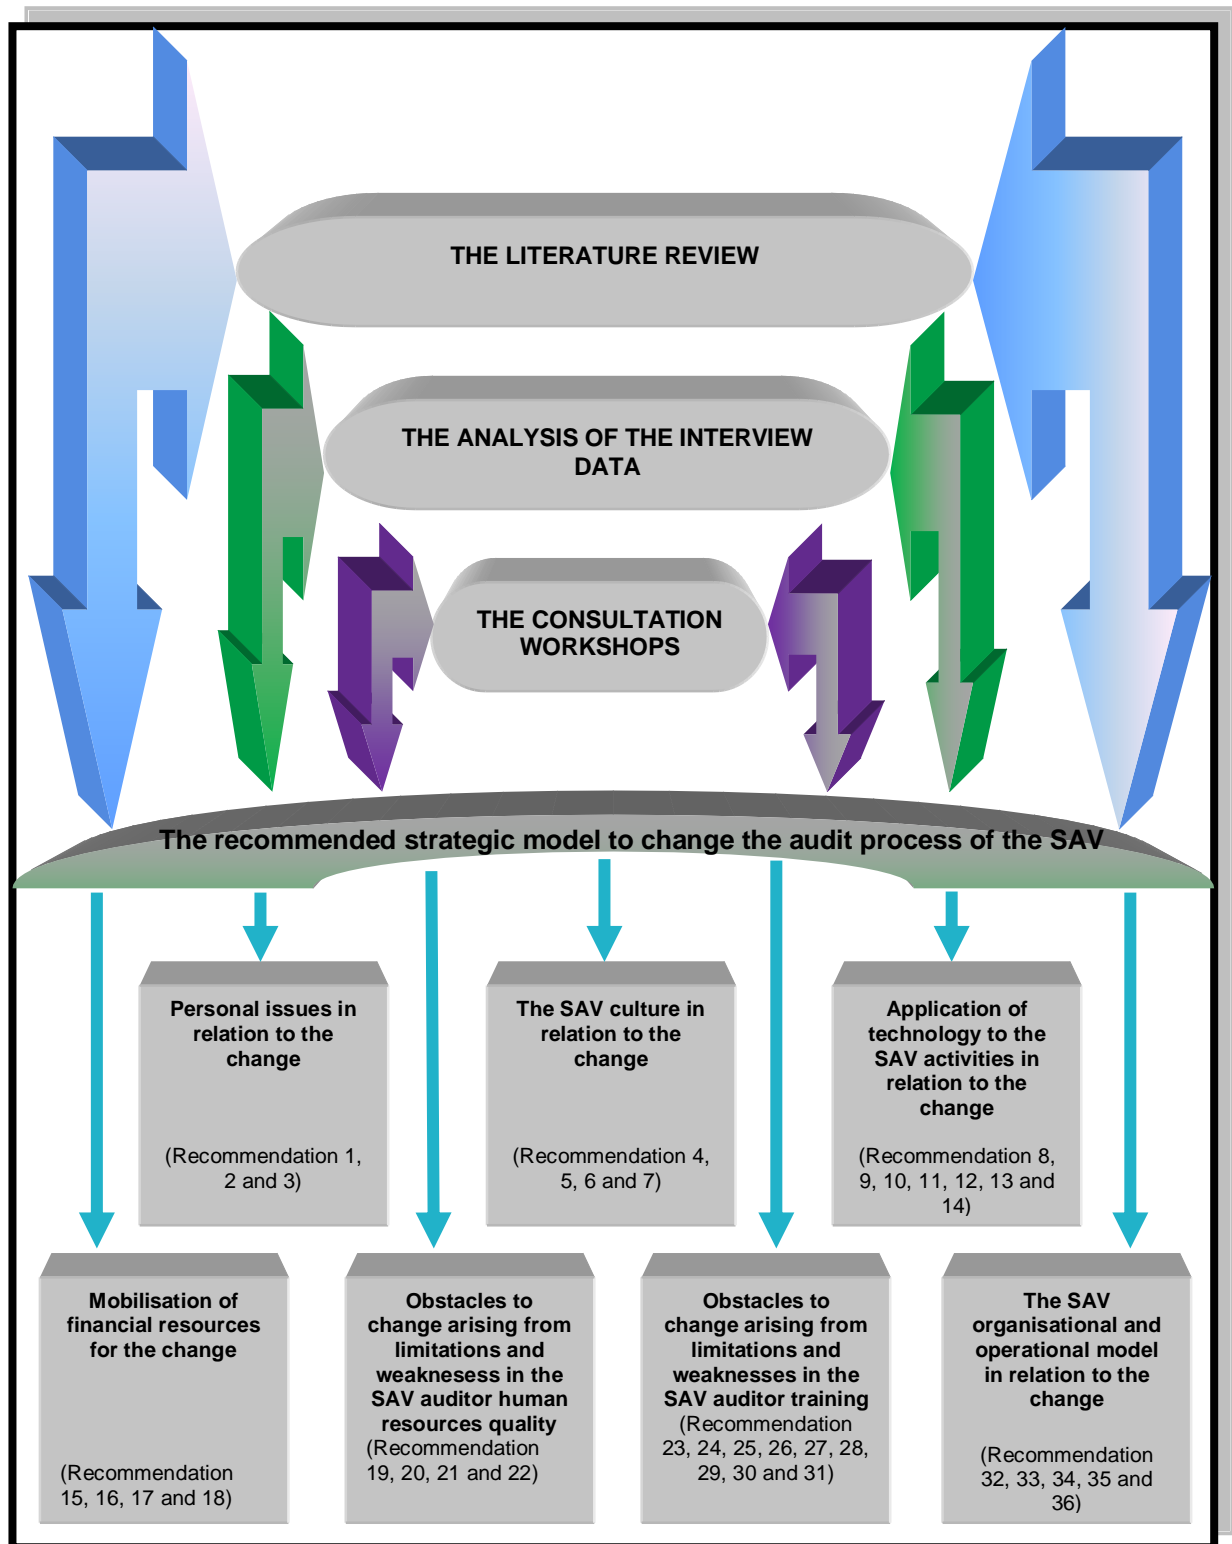 THE LITERATURE REVIEW
THE ANALYSIS OF THE INTERVIEW
DATA
THE CONSULTATION
WORKSHOPS
The recommended strategic model to change the audit process of the SAV
Personal issues in
relation to the
change
(Recommendation 1,
2 and 3)
The SAV culture in
relation to the
change
(Recommendation 4,
5, 6 and 7)
Application of
technology to the
SAV activities in
relation to the
change
(Recommendation 8,
9, 10, 11, 12, 13 and
14)
Mobilisation of
financial resources
for the change
(Recommendation
15, 16, 17 and 18)
Obstacles to
change arising from
limitations and
weaknesess in the
SAV auditor human
resources quality
(Recommendation
19, 20, 21 and 22)
Obstacles to
change arising from
limitations and
weaknesses in the
SAV auditor training
(Recommendation
23, 24, 25, 26, 27, 28,
29, 30 and 31)
The SAV
organisational and
operational model
in relation to the
change
(Recommendation
32, 33, 34, 35 and
36)